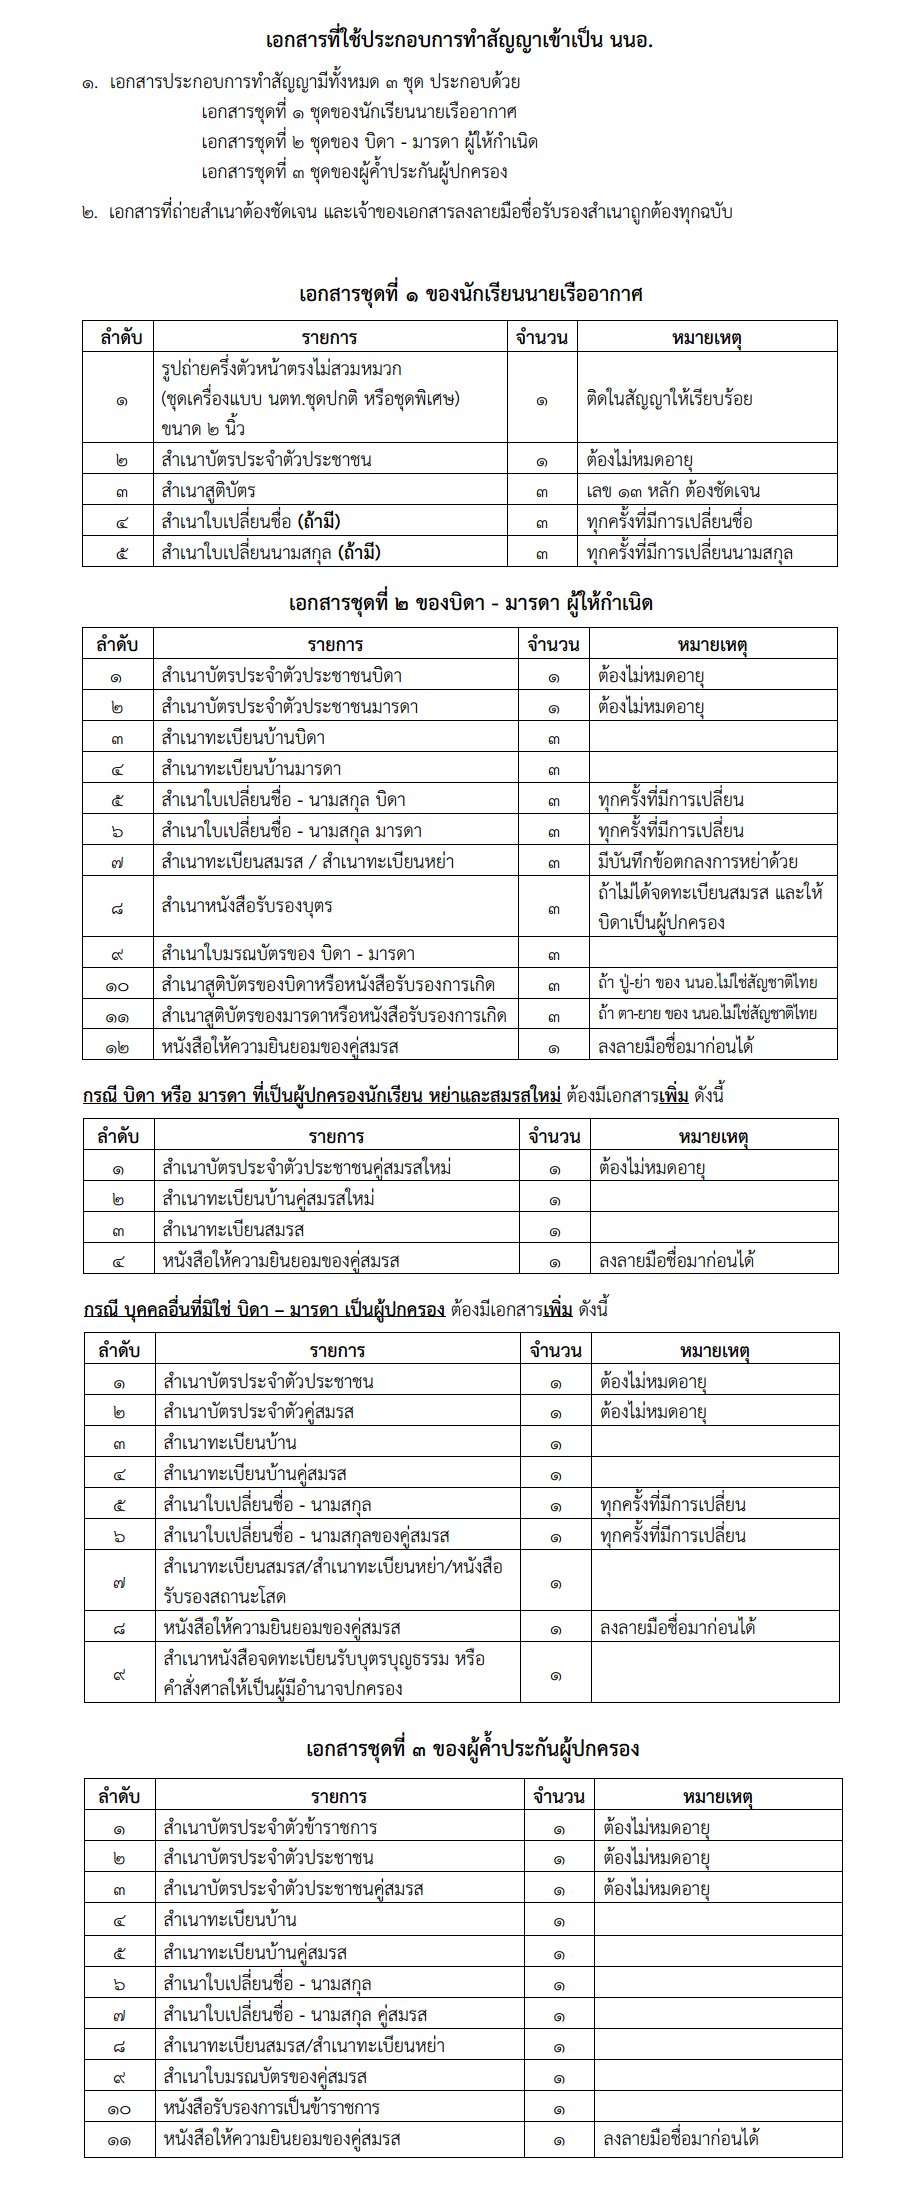 เอกสารที่ใช้ประกอบการทำสัญญาเข้าเป็น นนอ.
๑. เอกสารประกอบการทำสัญญามีทั้งหมด ๓ ชุด ประกอบด้วย
เอกสารชุดที่ ๑ ชุดของนักเรียนนายเรืออากาศ
เอกสารชุดที่ ๒ ชุดของ บิดา - มารดา ผู้ให้กำเนิด
เอกสารชุดที่ ๓ ชุดของผู้ค้ำประกันผู้ปกครอง
๒. เอกสารที่ถ่ายสำเนาต้องชัดเจน และเจ้าของเอกสารลงลายมือชื่อรับรองสำเนาถูกต้องทุกฉบับ
เอกสารชุดที่ ๑ ของนักเรียนนายเรืออากาศ
ลำดับ รายการ จำนวน หมายเหตุ
รูปถ่ายครึ่งตัวหน้าตรงไม่สวมหมวก
๑ (ชุดเครื่องแบบ นตท.ชุดปกติ หรือชุดพิเศษ) ๑ ติดในสัญญาให้เรียบร้อย
ขนาด ๒ นิ้ว
๒ สำเนาบัตรประจำตัวประชาชน ๑ ต้องไม่หมดอายุ
๓ สำเนาสูติบัตร ๓ เลข ๑๓ หลัก ต้องชัดเจน
๔ สำเนาใบเปลี่ยนชื่อ (ถ้ามี) ๓ ทุกครั้งที่มีการเปลี่ยนชื่อ
๕ สำเนาใบเปลี่ยนนามสกุล (ถ้ามี) ๓ ทุกครั้งที่มีการเปลี่ยนนามสกุล
เอกสารชุดที่ ๒ ของบิดา - มารดา ผู้ให้กำเนิด
ลำดับ รายการ จำนวน หมายเหตุ
๑ สำเนาบัตรประจำตัวประชาชนบิดา ๑ ต้องไม่หมดอายุ
๒ สำเนาบัตรประจำตัวประชาชนมารดา ๑ ต้องไม่หมดอายุ
๓ สำเนาทะเบียนบ้านบิดา ๓
๔ สำเนาทะเบียนบ้านมารดา ๓
๕ สำเนาใบเปลี่ยนชื่อ - นามสกุล บิดา ๓ ทุกครั้งที่มีการเปลี่ยน
๖ สำเนาใบเปลี่ยนชื่อ - นามสกุล มารดา ๓ ทุกครั้งที่มีการเปลี่ยน
๗ สำเนาทะเบียนสมรส / สำเนาทะเบียนหย่า ๓ มีบันทึกข้อตกลงการหย่าด้วย
๘ สำเนาหนังสือรับรองบุตร ๓ ถ้าไม่ได้จดทะเบียนสมรส และให้
บิดาเป็นผู้ปกครอง
๙ สำเนาใบมรณบัตรของ บิดา - มารดา ๓
๑๐ สำเนาสูติบัตรของบิดาหรือหนังสือรับรองการเกิด ๓ ถ้า ปู่-ย่า ของ นนอ.ไม่ใช่สัญชาติไทย
๑๑ สำเนาสูติบัตรของมารดาหรือหนังสือรับรองการเกิด ๓ ถ้า ตา-ยาย ของ นนอ.ไม่ใช่สัญชาติไทย
๑๒ หนังสือให้ความยินยอมของคู่สมรส ๑ ลงลายมือชื่อมาก่อนได้
กรณี บิดา หรือ มารดา ที่เป็นผู้ปกครองนักเรียน หย่าและสมรสใหม่ ต้องมีเอกสารเพิ่ม ดังนี้
ลำดับ รายการ จำนวน หมายเหตุ
๑ สำเนาบัตรประจำตัวประชาชนคู่สมรสใหม่ ๑ ต้องไม่หมดอายุ
๒ สำเนาทะเบียนบ้านคู่สมรสใหม่ ๑
๓ สำเนาทะเบียนสมรส ๑
๔ หนังสือให้ความยินยอมของคู่สมรส ๑ ลงลายมือชื่อมาก่อนได้
กรณี บุคคลอื่นที่มิใช่ บิดา – มารดา เป็นผู้ปกครอง ต้องมีเอกสารเพิ่ม ดังนี้
ลำดับ รายการ จำนวน หมายเหตุ
๑ สำเนาบัตรประจำตัวประชาชน ๑ ต้องไม่หมดอายุ
๒ สำเนาบัตรประจำตัวคู่สมรส ๑ ต้องไม่หมดอายุ
๓ สำเนาทะเบียนบ้าน ๑
๔ สำเนาทะเบียนบ้านคู่สมรส ๑
๕ สำเนาใบเปลี่ยนชื่อ - นามสกุล ๑ ทุกครั้งที่มีการเปลี่ยน
๖ สำเนาใบเปลี่ยนชื่อ - นามสกุลของคู่สมรส ๑ ทุกครั้งที่มีการเปลี่ยน
๗ สำเนาทะเบียนสมรส/สำเนาทะเบียนหย่า/หนังสือ ๑
รับรองสถานะโสด
๘ หนังสือให้ความยินยอมของคู่สมรส ๑ ลงลายมือชื่อมาก่อนได้
๙ สำเนาหนังสือจดทะเบียนรับบุตรบุญธรรม หรือ ๑
คำสั่งศาลให้เป็นผู้มีอำนาจปกครอง
เอกสารชุดที่ ๓ ของผู้ค้ำประกันผู้ปกครอง
ลำดับ รายการ จำนวน หมายเหตุ
๑ สำเนาบัตรประจำตัวข้าราชการ ๑ ต้องไม่หมดอายุ
๒ สำเนาบัตรประจำตัวประชาชน ๑ ต้องไม่หมดอายุ
๓ สำเนาบัตรประจำตัวประชาชนคู่สมรส ๑ ต้องไม่หมดอายุ
๔ สำเนาทะเบียนบ้าน ๑
๕ สำเนาทะเบียนบ้านคู่สมรส ๑
๖ สำเนาใบเปลี่ยนชื่อ - นามสกุล ๑
๗ สำเนาใบเปลี่ยนชื่อ - นามสกุล คู่สมรส ๑
๘ สำเนาทะเบียนสมรส/สำเนาทะเบียนหย่า ๑
๙ สำเนาใบมรณบัตรของคู่สมรส ๑
๑๐ หนังสือรับรองการเป็นข้าราชการ ๑
๑๑ หนังสือให้ความยินยอมของคู่สมรส ๑ ลงลายมือชื่อมาก่อนได้